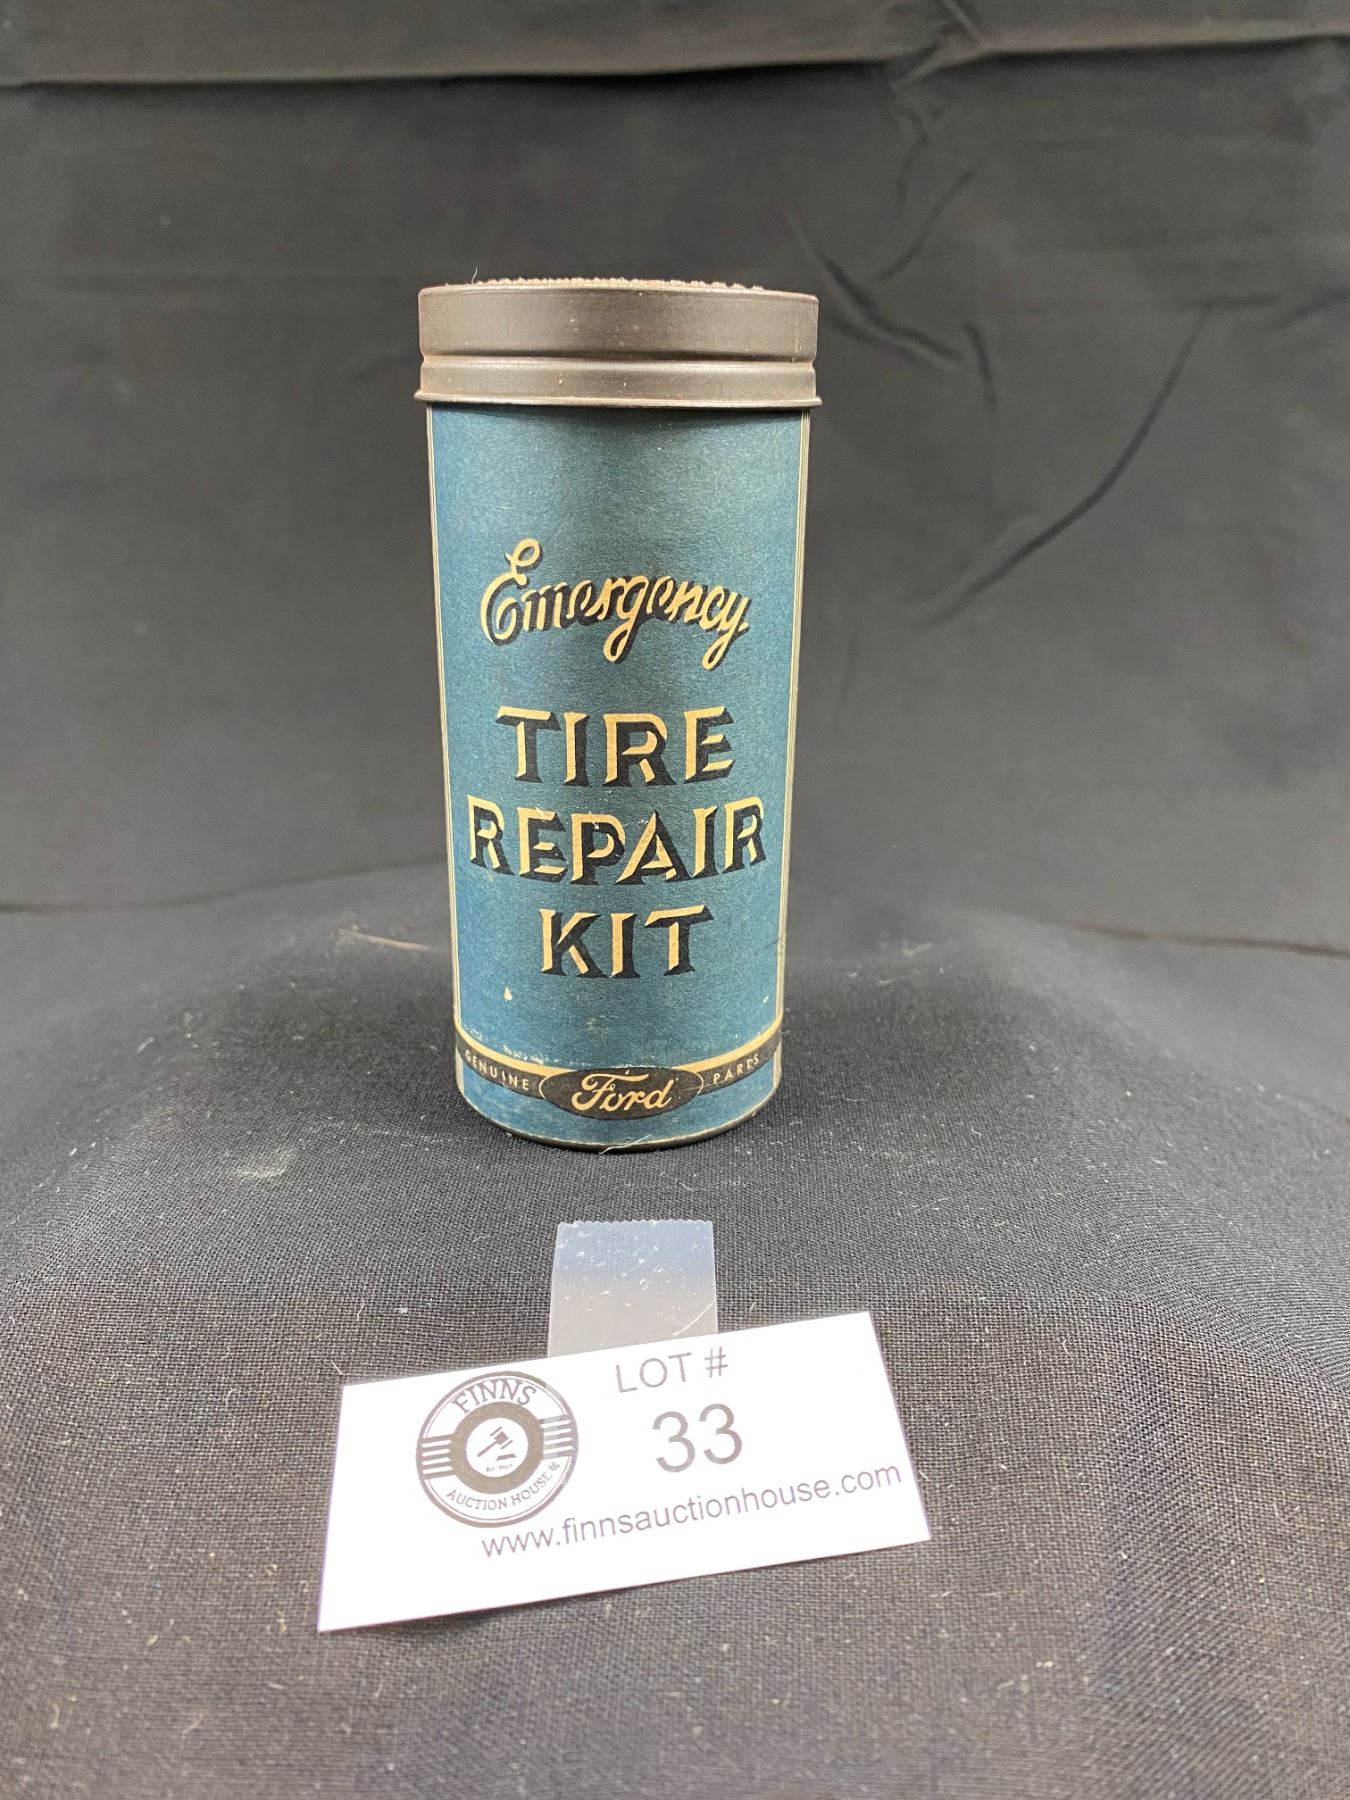 Emergency
TIRE
REPAIR
KIT
GENUINE Ford PARTS
LOT #
FINNS
33
AUCTION HOUSE
www.finnsauctionhouse.com